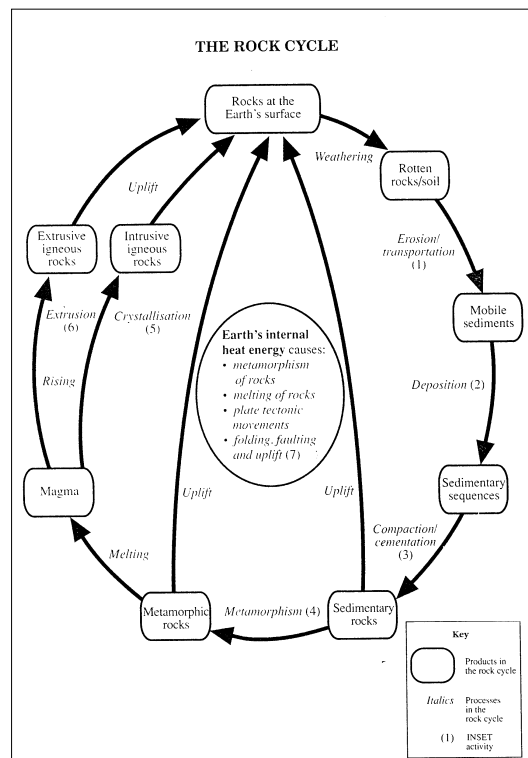 THE ROCK CYCLE
Rocks at the
Earth's surface
Weathering
Rotten
rocks/soil
Uplift
Extrusive
igneous
rocks
Intrusive
igneous
rocks
Erosion/
transportation
(1)
Mobile
sediments
Extrusion
(6)
Crystallisation
(5)
Earth's internal
heat energy causes:
• metamorphism
of rocks
• melting of rocks
• plate tectonic
movements
• folding, faulting
and uplift (7)
Rising
Deposition (2)
Magma
Uplift
Uplift
Sedimentary
sequences
Compaction/
cementation
(3)
Melting
Metamorphic
rocks
Metamorphism (4)
Sedimentary
rocks
Key
Products in
the rock cycle
Italics
Processes
in the
rock cycle
(1)
INSET
activity